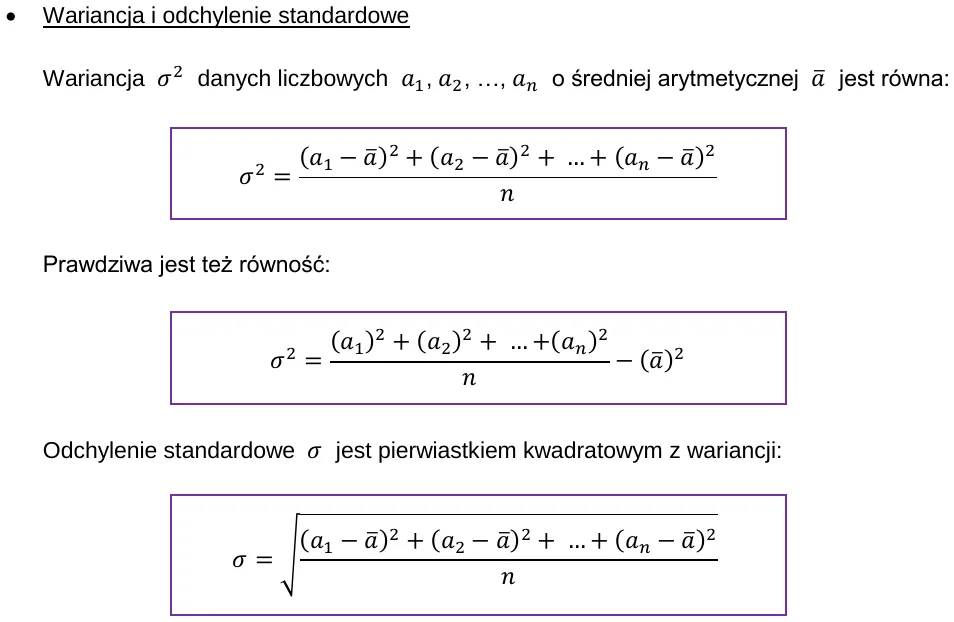 • Wariancja i odchylenie standardowe
Wariancja σ² danych liczbowych a₁, a₂, …, aₙ o średniej arytmetycznej ā jest równa:
σ² = ((a₁ − ā)² + (a₂ − ā)² + … + (aₙ − ā)²) / n
Prawdziwa jest też równość:
σ² = ((a₁)² + (a₂)² + … +(aₙ)²) / n − (ā)²
Odchylenie standardowe σ jest pierwiastkiem kwadratowym z wariancji:
σ = √(((a₁ − ā)² + (a₂ − ā)² + … + (aₙ − ā)²) / n)